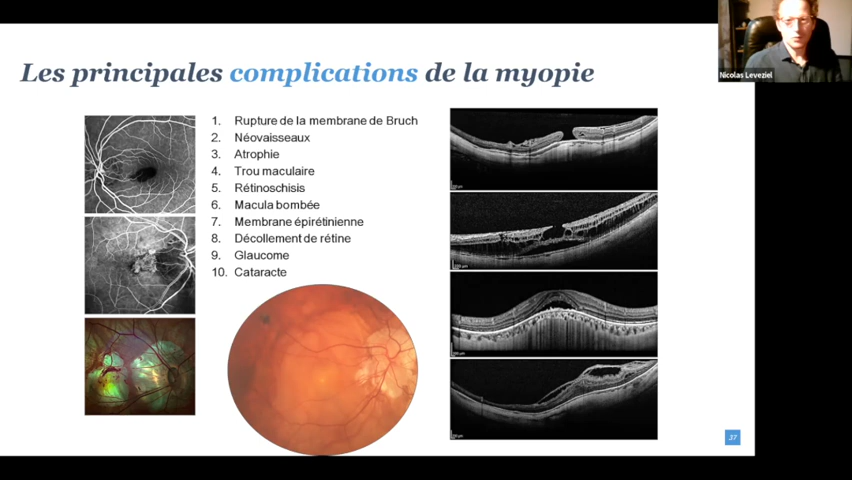 Les principales complications de la myopie
Nicolas Leveziel
1. Rupture de la membrane de Bruch
2. Néovaisseaux
3. Atrophie
4. Trou maculaire
5. Rétinoschisis
6. Macula bombée
7. Membrane épirétinienne
8. Décollement de rétine
9. Glaucome
10. Cataracte
37